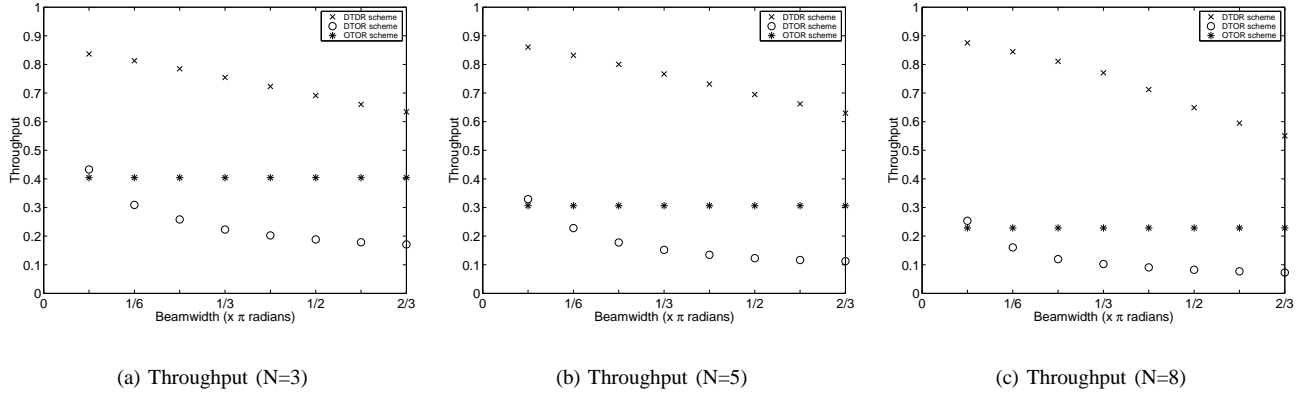 1
0.9
0.8
0.7
0.6
0.5
0.4
0.3
0.2
0.1
0
Throughput
0 1/6 1/3 1/2 2/3
Beamwidth (x π radians)
DTDR scheme
DTOR scheme
OTOR scheme
(a) Throughput (N=3)
1
0.9
0.8
0.7
0.6
0.5
0.4
0.3
0.2
0.1
0
Throughput
0 1/6 1/3 1/2 2/3
Beamwidth (x π radians)
DTDR scheme
DTOR scheme
OTOR scheme
(b) Throughput (N=5)
1
0.9
0.8
0.7
0.6
0.5
0.4
0.3
0.2
0.1
0
Throughput
0 1/6 1/3 1/2 2/3
Beamwidth (x π radians)
DTDR scheme
DTOR scheme
OTOR scheme
(c) Throughput (N=8)